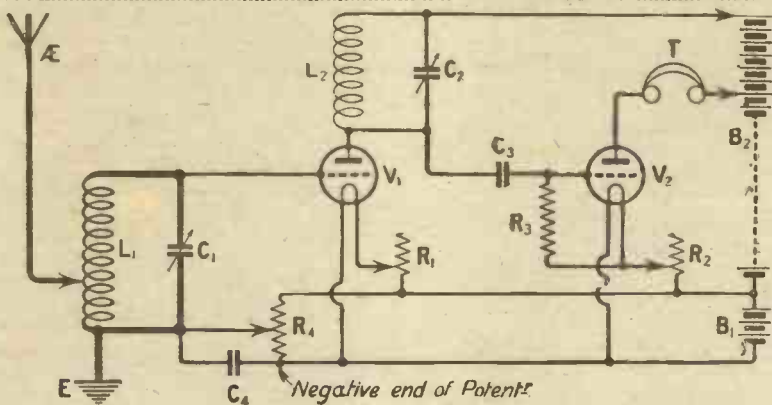 Æ
L₂
C₂
T
C₃
B₂
V₁
V₂
R₃
L₁
C₁
R₁
R₂
R₄
B₁
E
C₄
Negative end of Potentr.